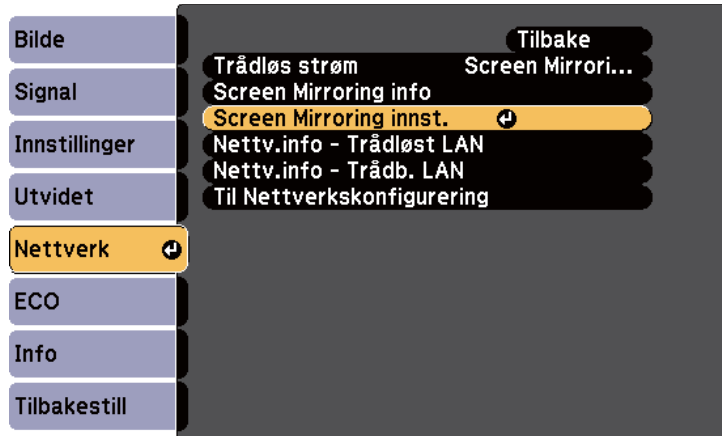 Bilde
Signal
Innstillinger
Utvidet
Nettverk
ECO
Info
Tilbakestill
Tilbake
Trådløs strøm Screen Mirrori...
Screen Mirroring info
Screen Mirroring innst.
Nettv.info - Trådløst LAN
Nettv.info - Trådb. LAN
Til Nettverkskonfigurering